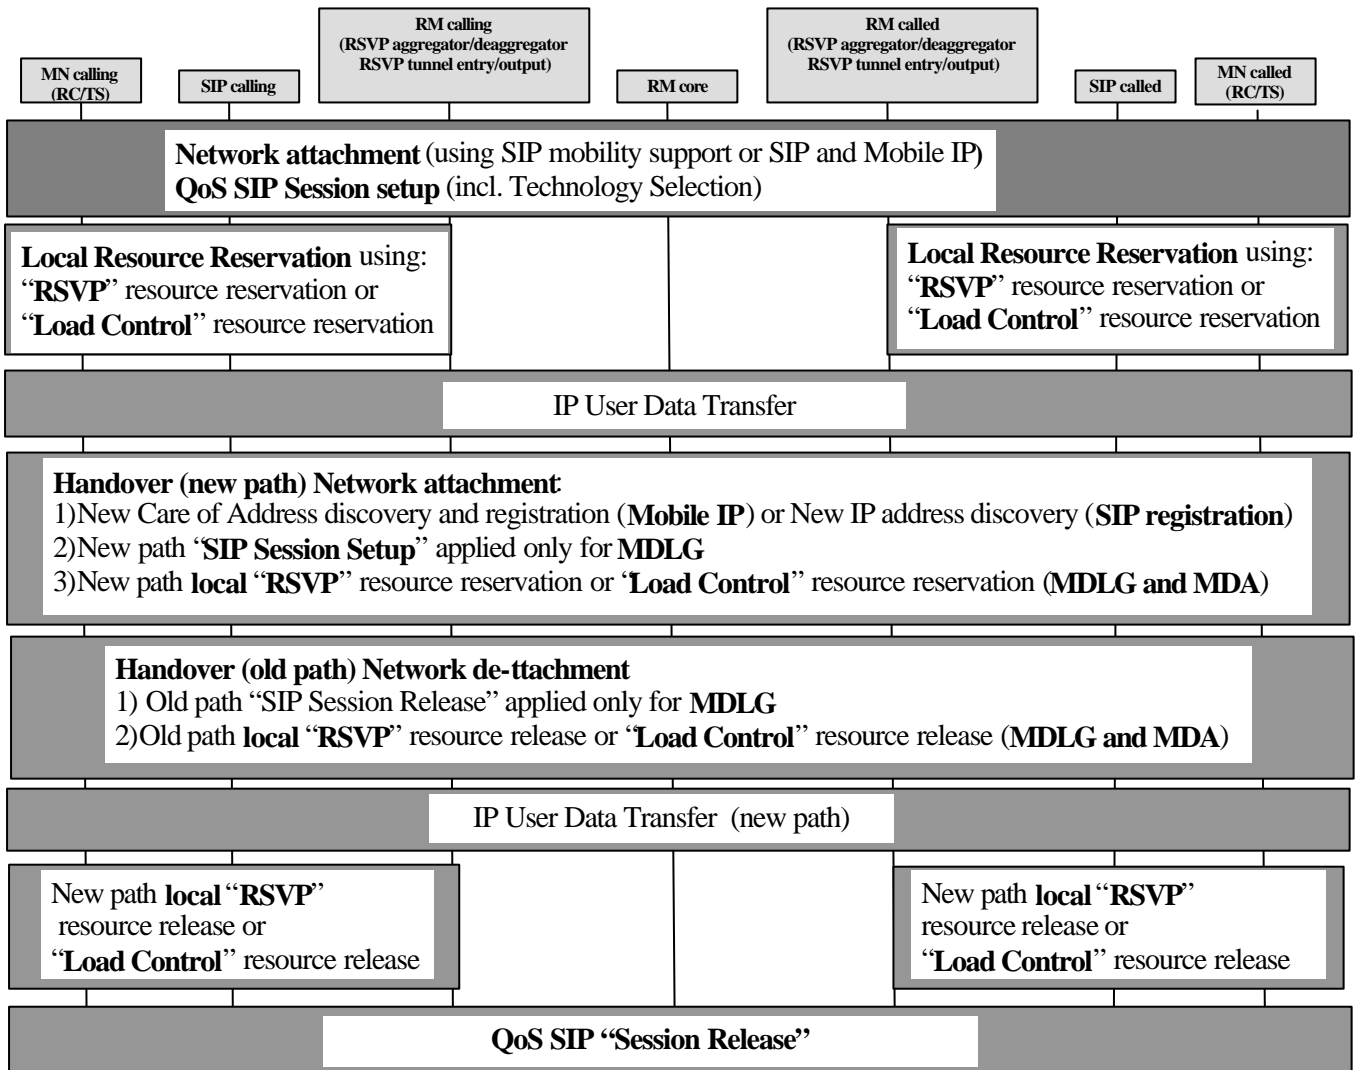 RM calling
(RSVP aggregator/deaggregator
RSVP tunnel entry/output)
RM called
(RSVP aggregator/deaggregator
RSVP tunnel entry/output)
MN calling
(RC/TS)
SIP calling
RM core
SIP called
MN called
(RC/TS)
Network attachment (using SIP mobility support or SIP and Mobile IP)
QoS SIP Session setup (incl. Technology Selection)
Local Resource Reservation using:
“RSVP” resource reservation or
“Load Control” resource reservation
Local Resource Reservation using:
“RSVP” resource reservation or
“Load Control” resource reservation
IP User Data Transfer
Handover (new path) Network attachment:
1)New Care of Address discovery and registration (Mobile IP) or New IP address discovery (SIP registration)
2)New path “SIP Session Setup” applied only for MDLG
3)New path local “RSVP” resource reservation or “Load Control” resource reservation (MDLG and MDA)
Handover (old path) Network de-ttachment
1) Old path “SIP Session Release” applied only for MDLG
2)Old path local “RSVP” resource release or “Load Control” resource release (MDLG and MDA)
IP User Data Transfer (new path)
New path local “RSVP”
resource release or
“Load Control” resource release
New path local “RSVP”
resource release or
“Load Control” resource release
QoS SIP “Session Release”